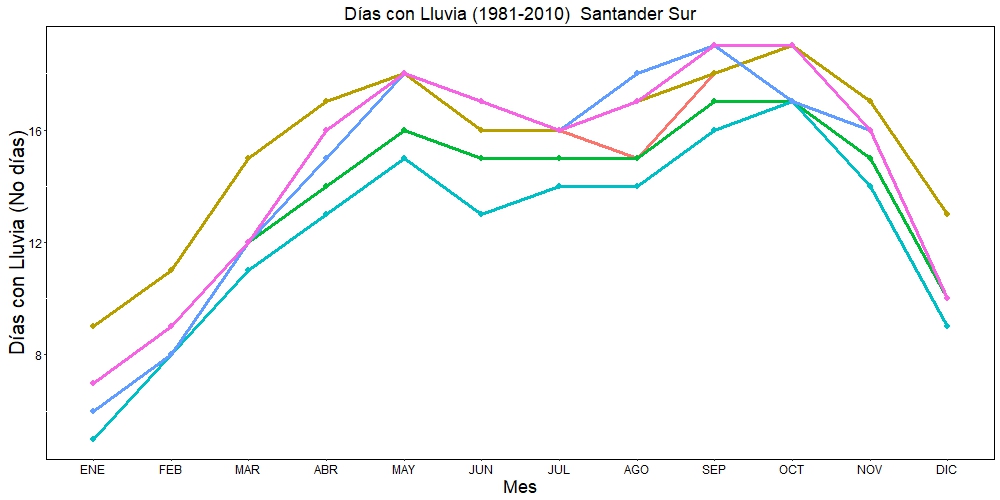 Días con Lluvia (1981-2010)  Santander Sur
Días con Lluvia (No días)
16
12
8
ENE FEB MAR ABR MAY JUN JUL AGO SEP OCT NOV DIC
Mes